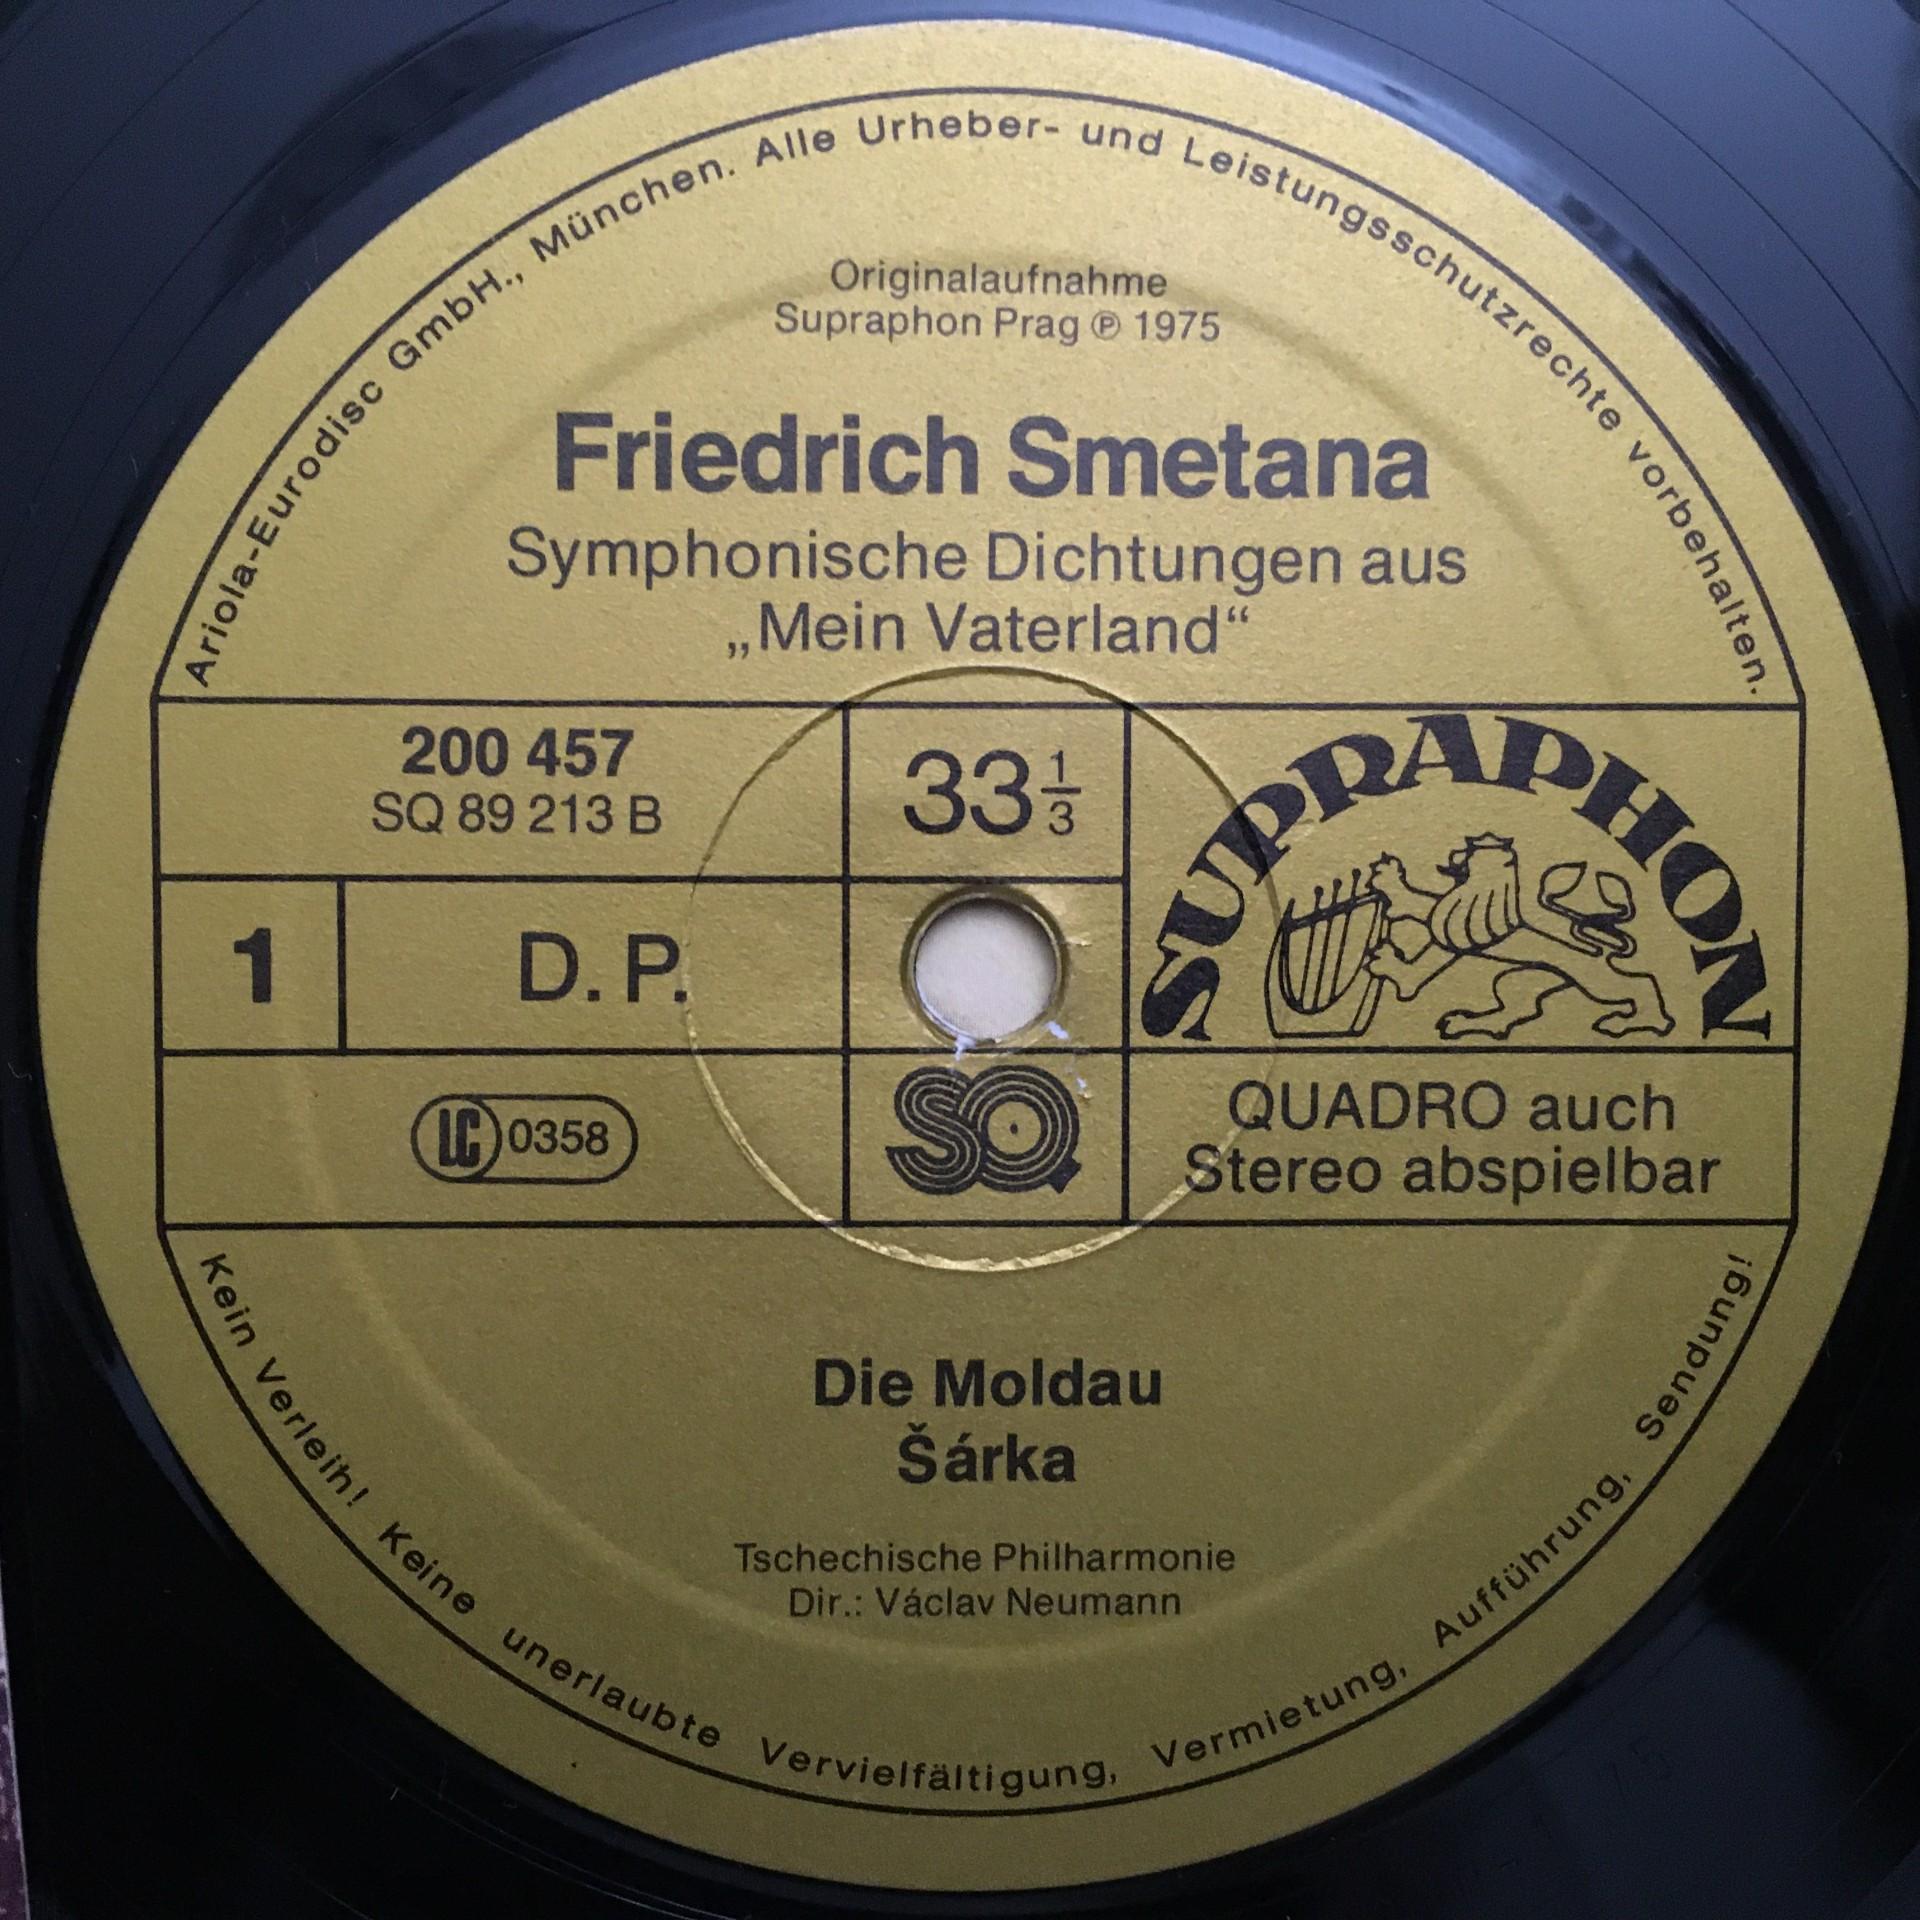 Ariola-Eurodisc GmbH., München. Alle Urheber- und Leistungsschutzrechte vorbehalten.
Originalaufnahme
Supraphon Prag ℗ 1975
Friedrich Smetana
Symphonische Dichtungen aus
„Mein Vaterland“
200 457
SQ 89 213 B
33 1/3
SUPRAPHON
1
D. P.
LC 0358
SQ
QUADRO auch
Stereo abspielbar
Die Moldau
Šárka
Tschechische Philharmonie
Dir.: Václav Neumann
Kein Verleih! Keine unerlaubte Vervielfältigung, Vermietung, Aufführung, Sendung!